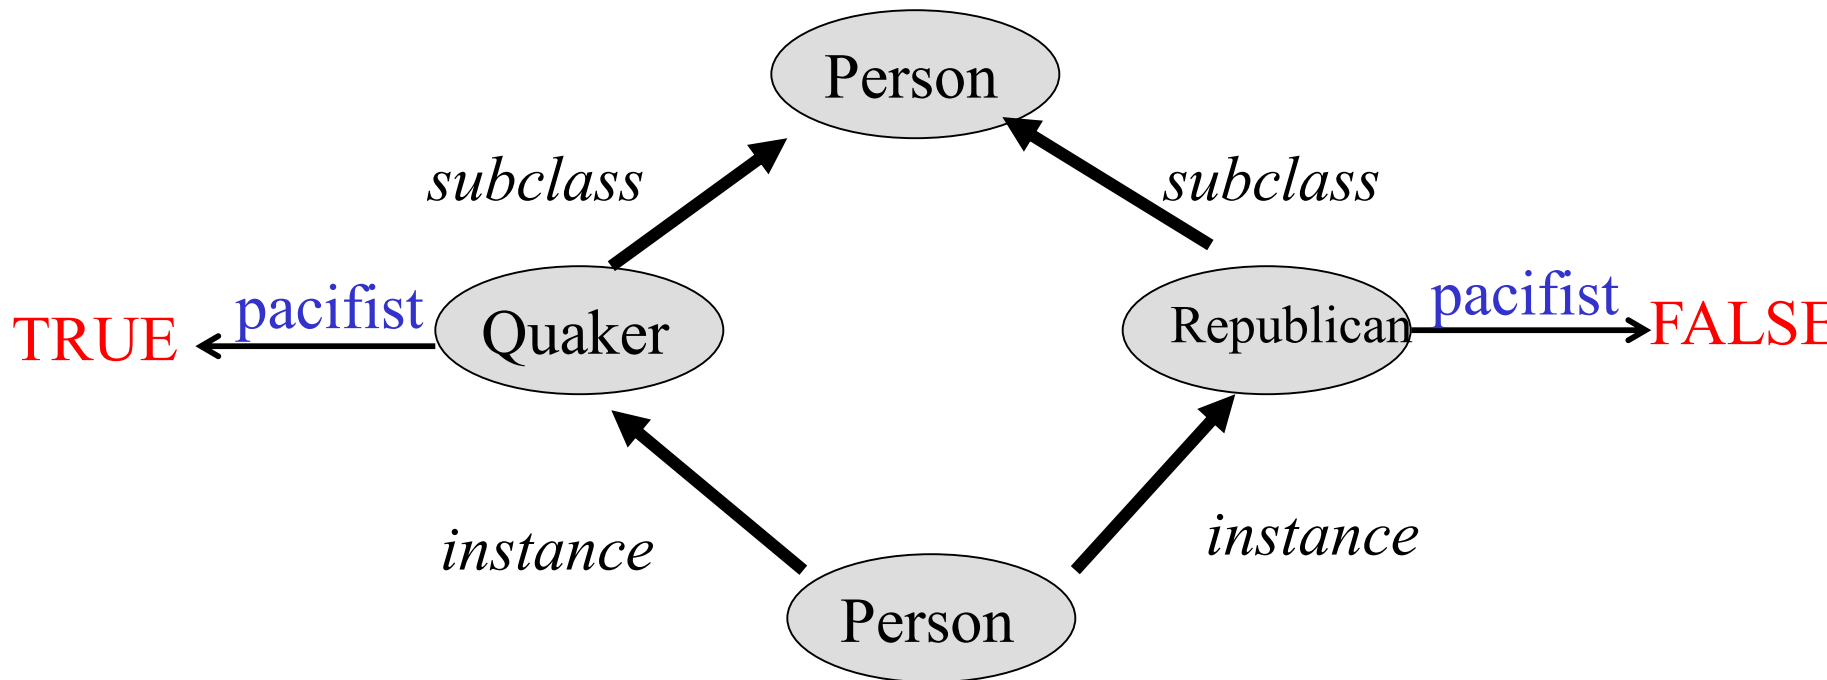 Person
subclass
subclass
pacifist
pacifist
TRUE
Quaker
Republican
FALSE
instance
instance
Person